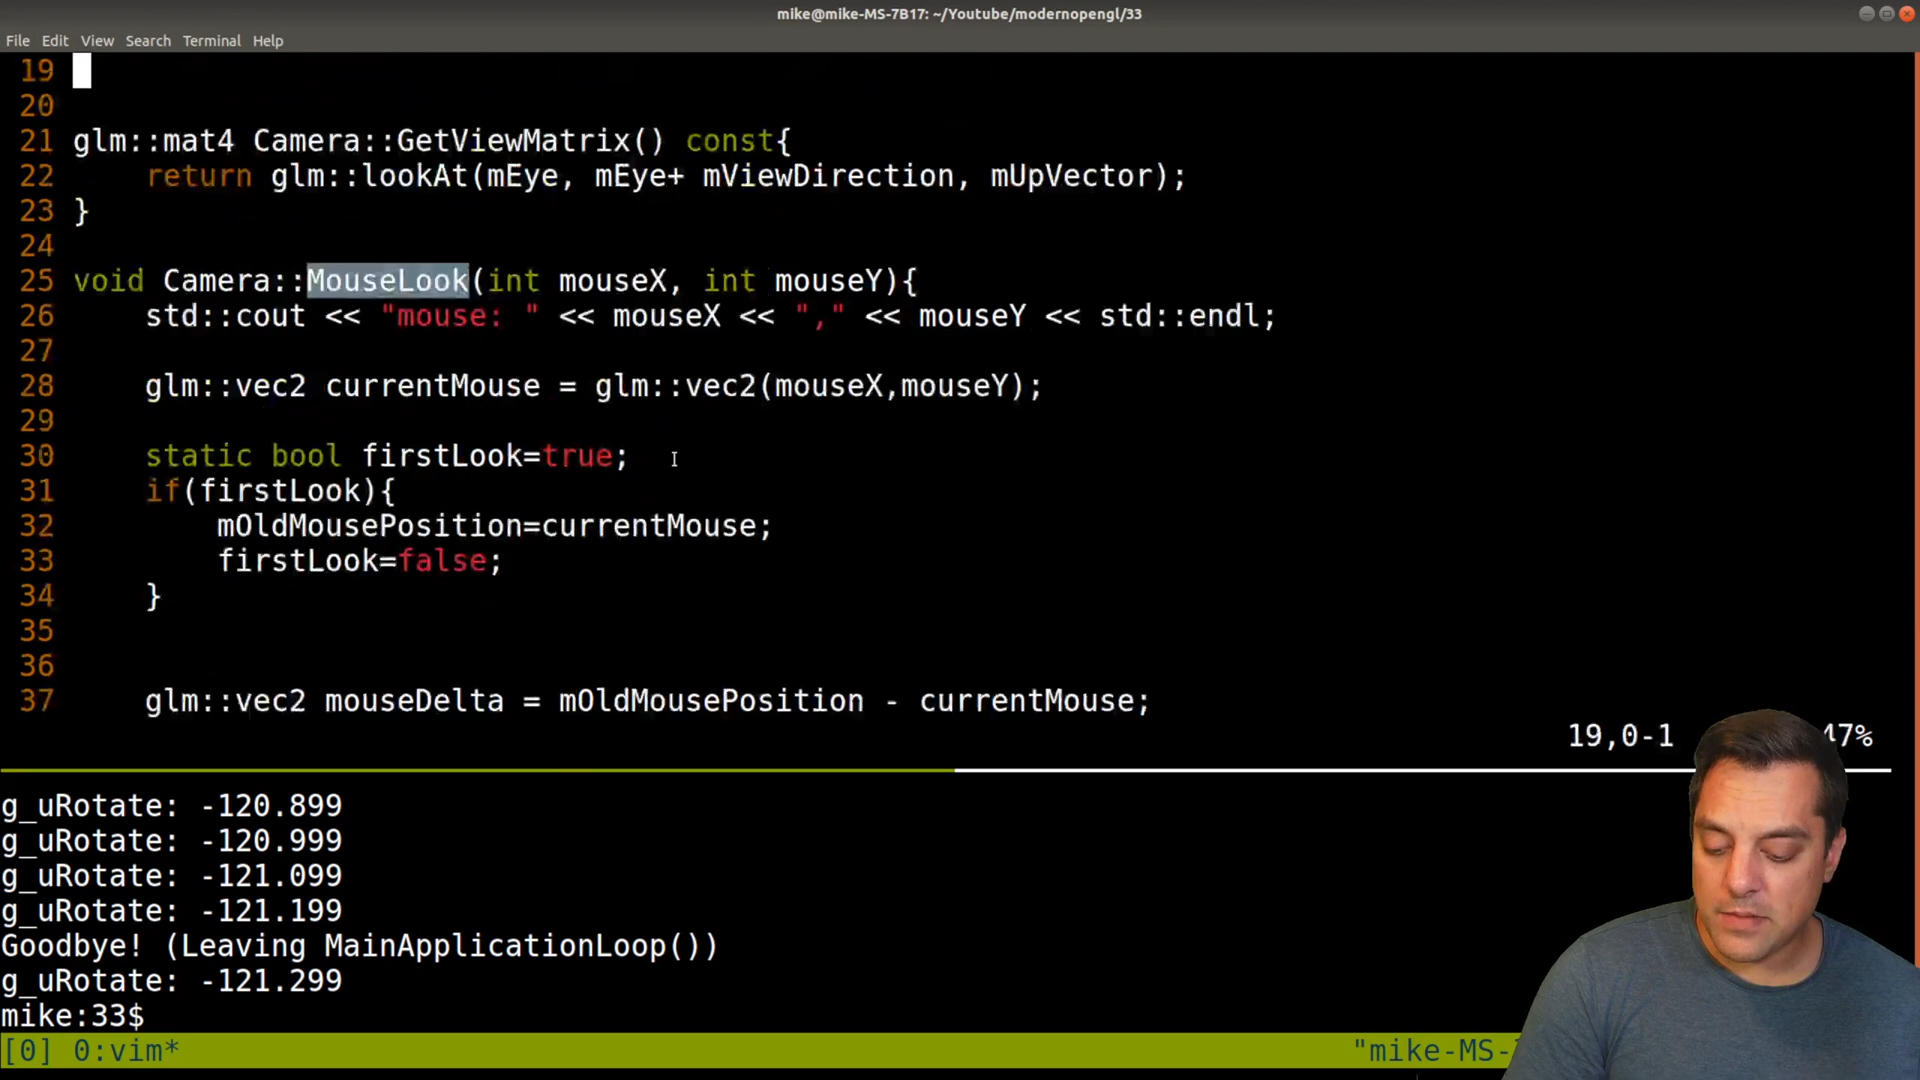 mike@mike-MS-7B17: ~/Youtube/modernopengl/33
File Edit View Search Terminal Help
19
20
21 glm::mat4 Camera::GetViewMatrix() const{
22     return glm::lookAt(mEye, mEye+ mViewDirection, mUpVector);
23 }
24
25 void Camera::MouseLook(int mouseX, int mouseY){
26     std::cout << "mouse: " << mouseX << "," << mouseY << std::endl;
27
28     glm::vec2 currentMouse = glm::vec2(mouseX,mouseY);
29
30     static bool firstLook=true;
31     if(firstLook){
32         mOldMousePosition=currentMouse;
33         firstLook=false;
34     }
35
36
37     glm::vec2 mouseDelta = mOldMousePosition - currentMouse;
19,0-1 47%
g_uRotate: -120.899
g_uRotate: -120.999
g_uRotate: -121.099
g_uRotate: -121.199
Goodbye! (Leaving MainApplicationLoop())
g_uRotate: -121.299
mike:33$
[0] 0:vim* "mike-MS-